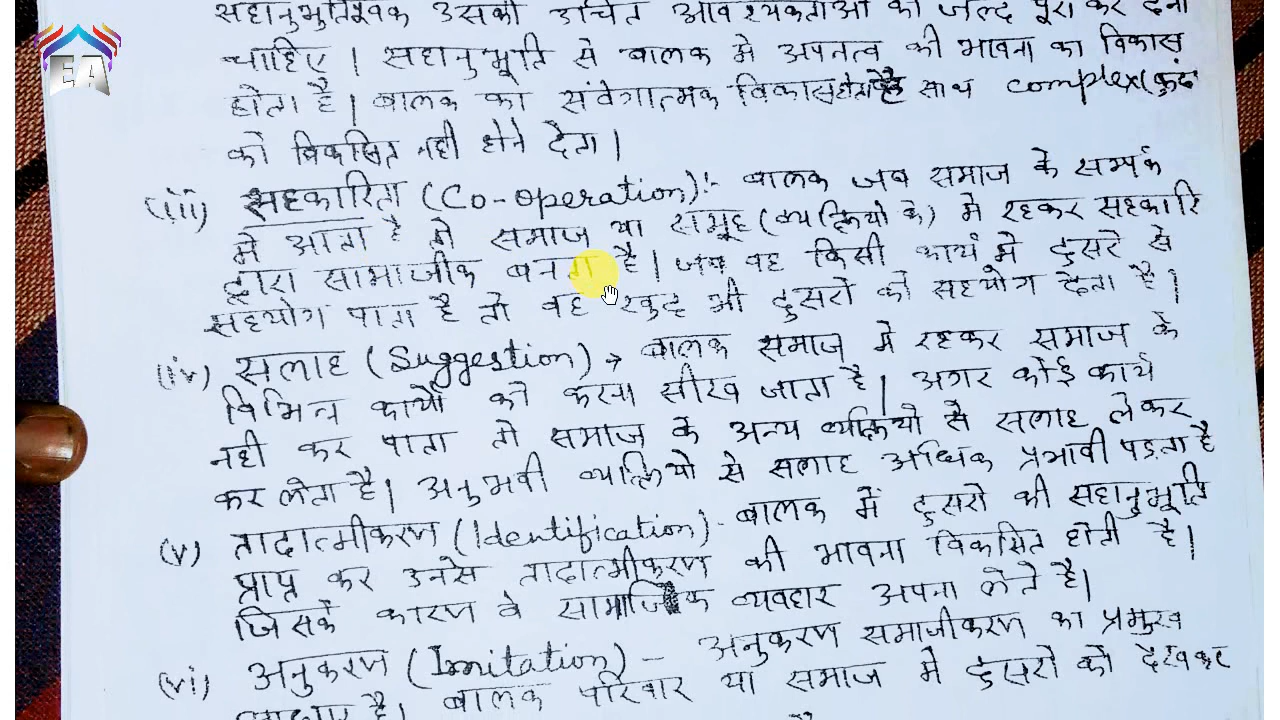 EA
सहानुभुतिपूर्वक उसकी उचित आवश्यकताओं को जल्द पूरा कर देना
चाहिए | सहानुभूति से बालक मे अपनत्व की भावना का विकास
होता है | बालक का संवेगात्मक विकास होता है साथ complex(
को विकसित नही होने देता |
(iii) सहकारिता (Co-operation):- बालक जब समाज के सम्पर्क
मे आता है तो समाज या समूह (व्यक्तियो के) मे रहकर सहकारि
द्वारा सामाजीक बनता है | जब वह किसी कार्य मे दुसरे से
सहयोग पाता है तो वह खुद भी दुसरो को सहयोग देता है |
(iv) सलाह (Suggestion) → बालक समाज मे रहकर समाज के
विभिन्न कार्यो को करना सीख जाता है | अगर कोई कार्य
नही कर पाता तो समाज के अन्य व्यक्तियो से सलाह लेकर
कर लेता है | अनुभवी व्यक्तियो से सलाह अधिक प्रभावी पडता है
(v) तादात्मीकरण (Identification)- बालक में दुसरो की सहानुभूति
प्राप्त कर उनसे तादात्मीकरण की भावना विकसित होती है |
जिसके कारण वे सामाजिक व्यवहार अपना लेते है |
(vi) अनुकरण (Imitation) - अनुकरण समाजीकरण का प्रमुख
है | बालक परिवार या समाज मे दुसरो को देखकर